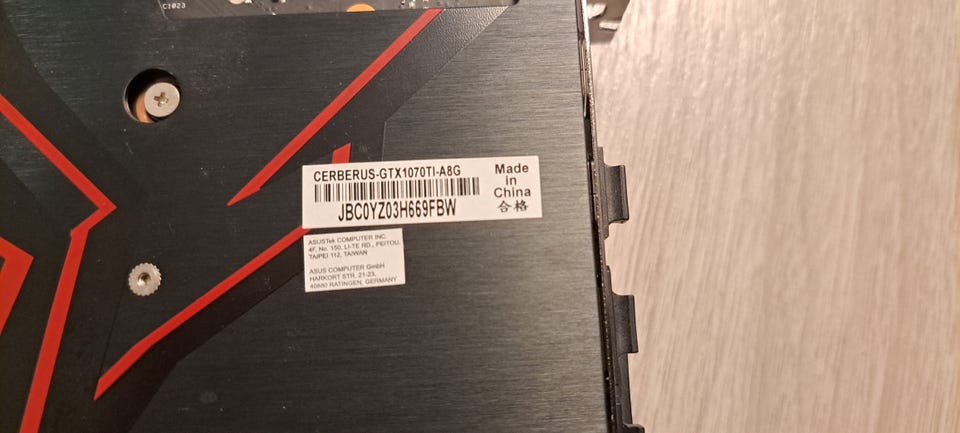 C1023
CERBERUS-GTX1070TI-A8G
JBC0YZ03H669FBW
Made
in
China
合格
ASUSTek COMPUTER INC.
4F, No. 150, LI-TE RD., PEITOU,
TAIPEI 112, TAIWAN
ASUS COMPUTER GmbH
HARKORT STR. 21-23,
40880 RATINGEN, GERMANY